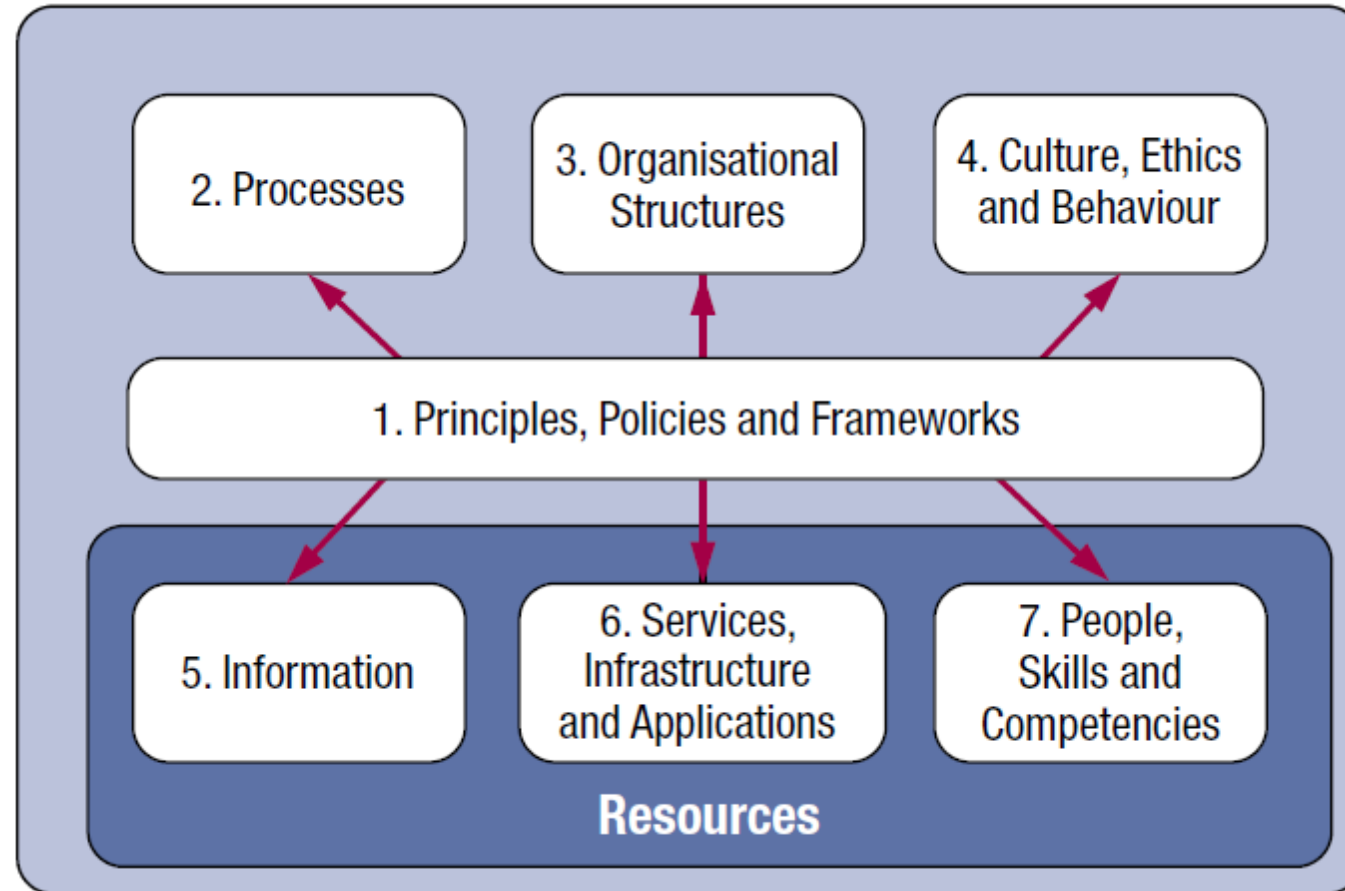 2. Processes
3. Organisational
Structures
4. Culture, Ethics
and Behaviour
1. Principles, Policies and Frameworks
5. Information
6. Services,
Infrastructure
and Applications
7. People,
Skills and
Competencies
Resources